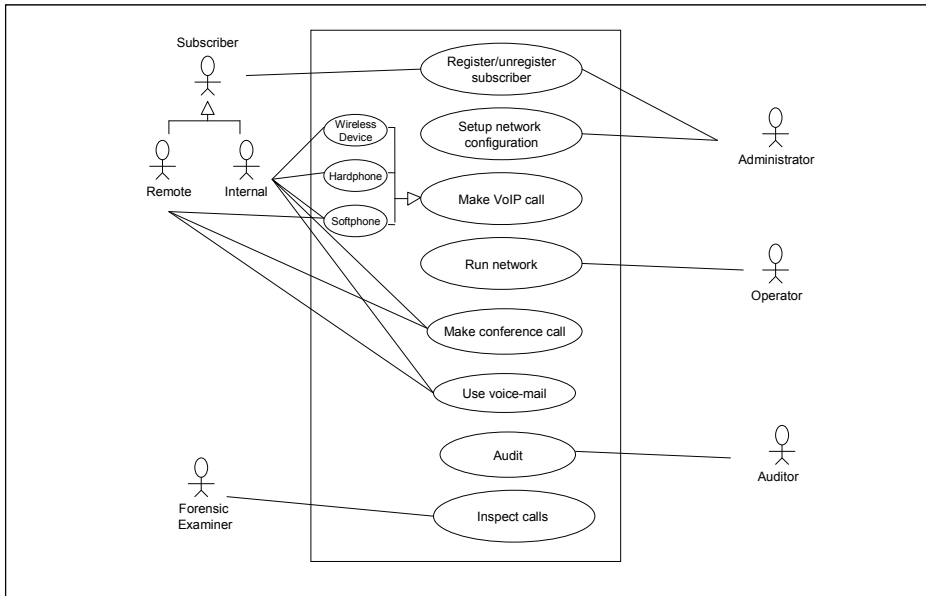 Subscriber
Register/unregister
subscriber
Wireless
Device
Setup network
configuration
Administrator
Remote
Internal
Hardphone
Make VoIP call
Softphone
Run network
Operator
Make conference call
Use voice-mail
Audit
Auditor
Forensic
Examiner
Inspect calls